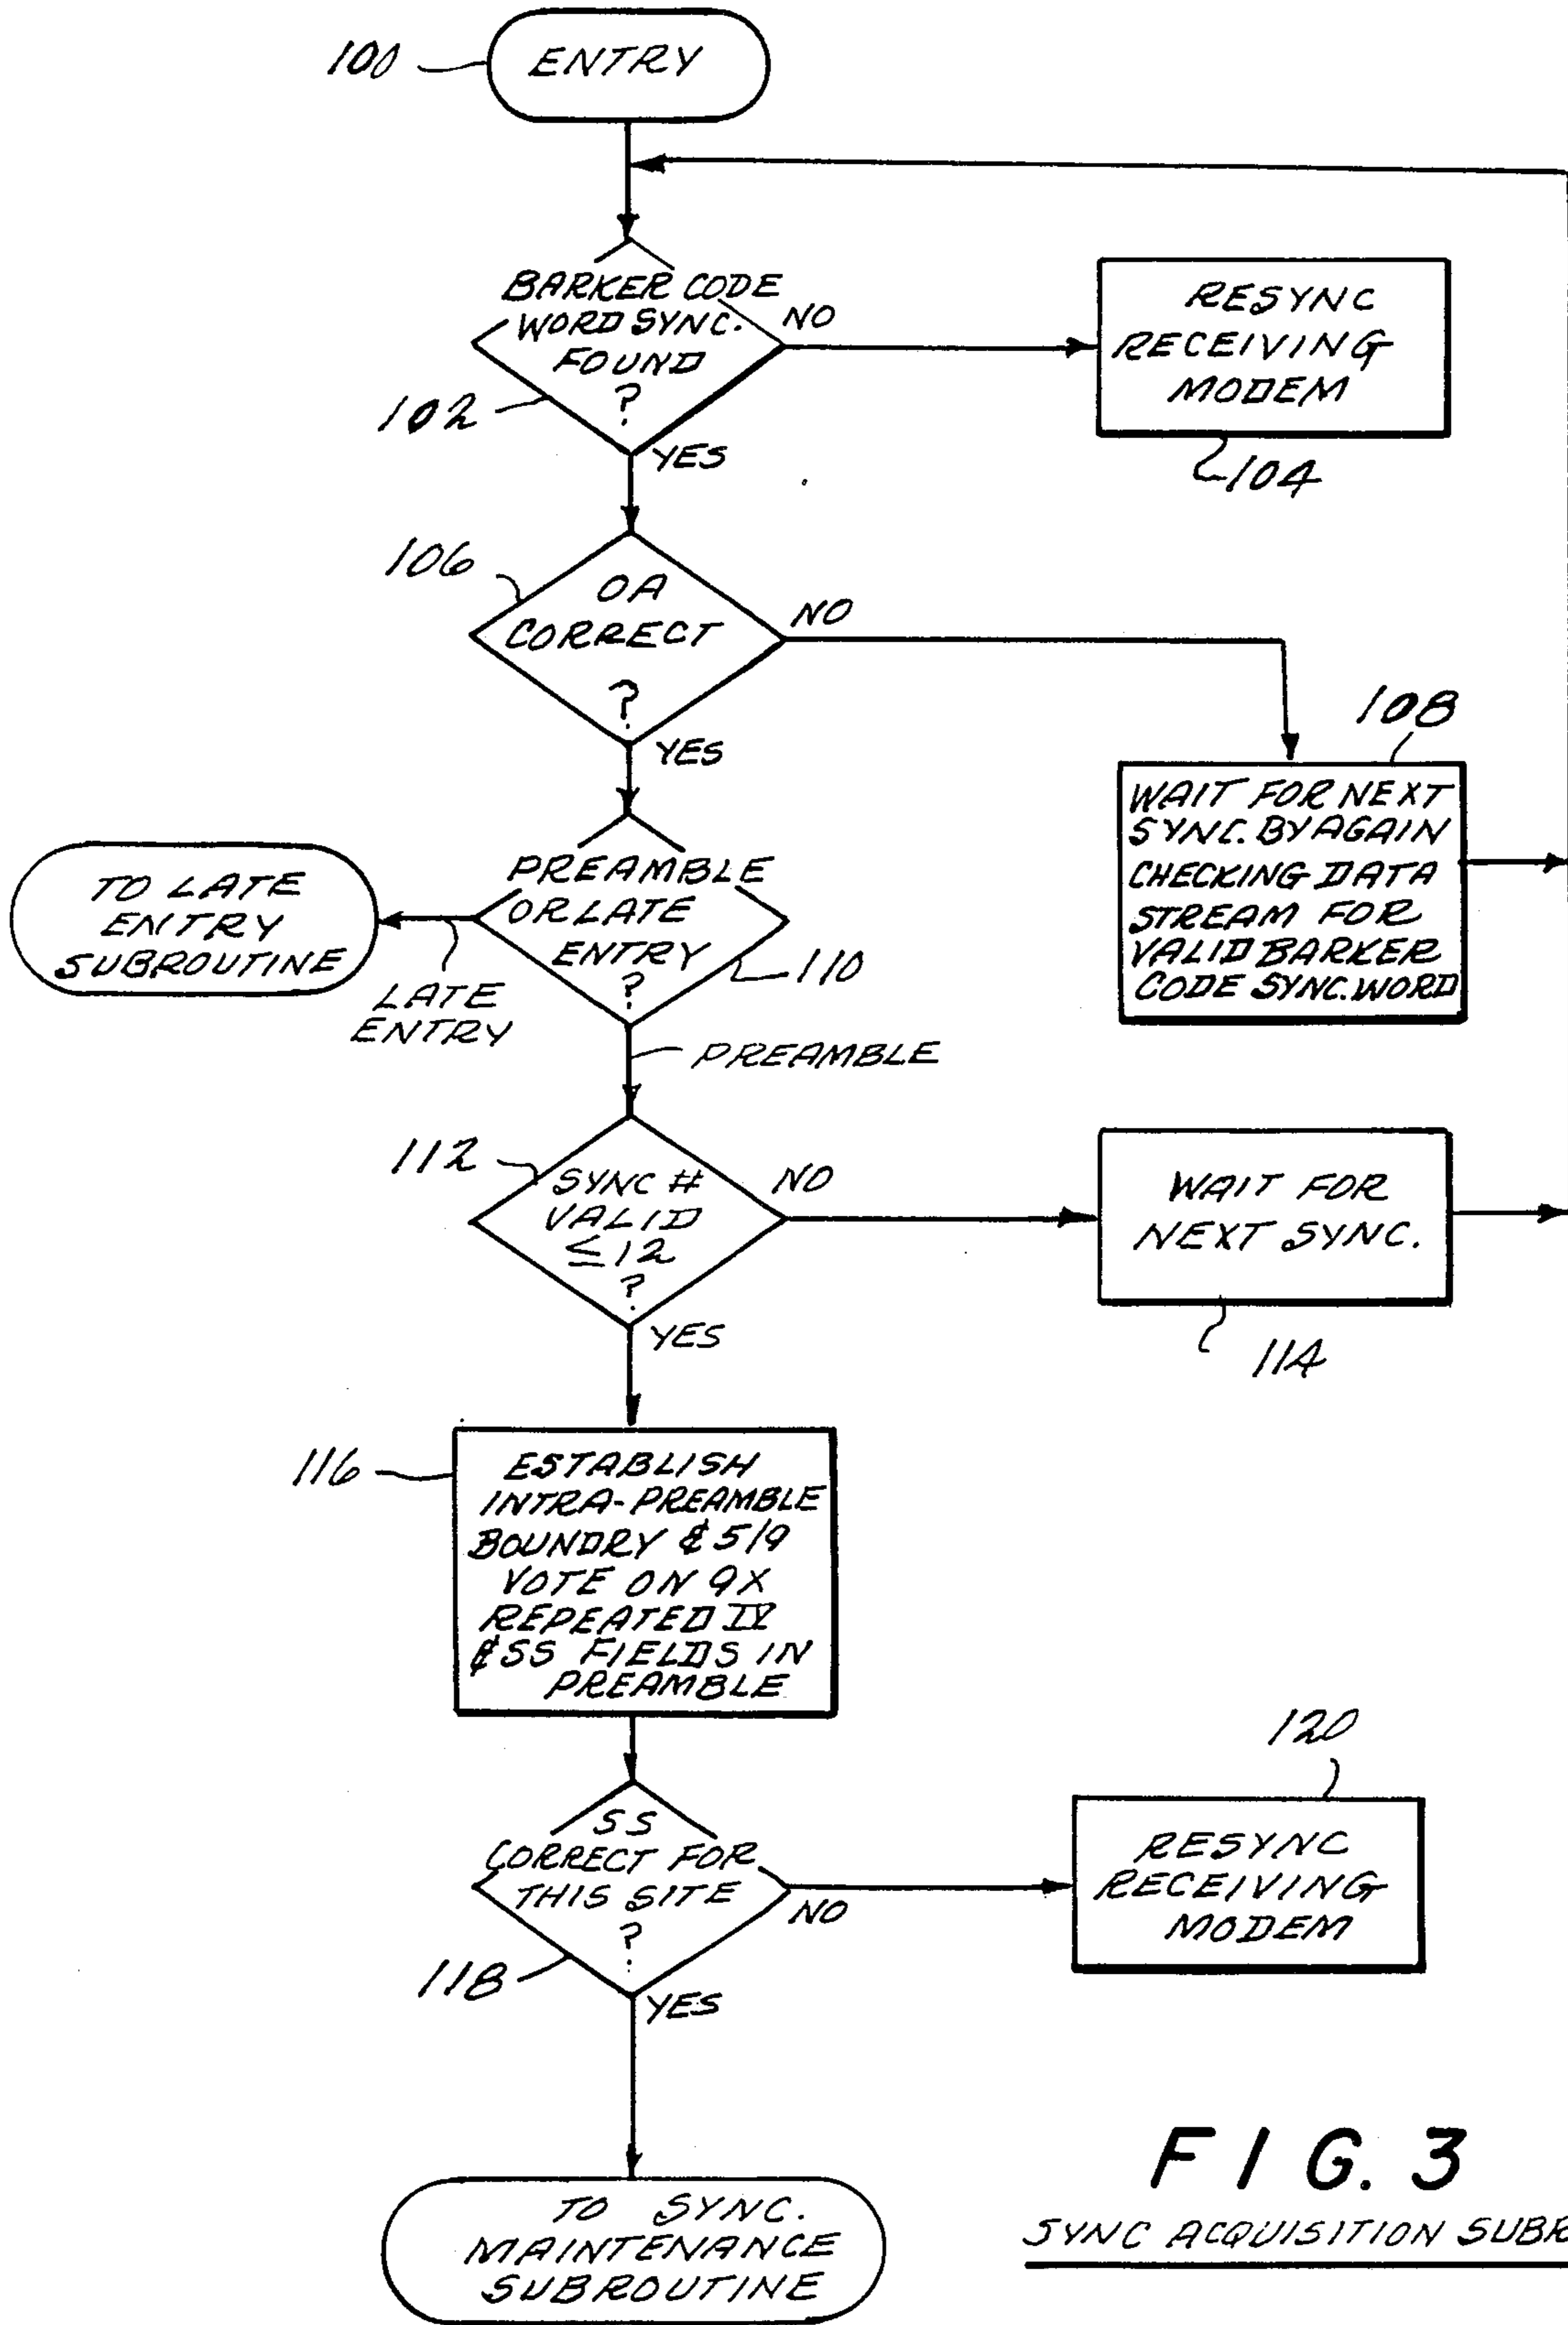 100
ENTRY
BARKER CODE
WORD SYNC.
FOUND
?
NO
102
YES
RESYNC
RECEIVING
MODEM
104
106
OA
CORRECT
?
NO
YES
108
WAIT FOR NEXT
SYNC. BY AGAIN
CHECKING DATA
STREAM FOR
VALID BARKER
CODE SYNC. WORD
PREAMBLE
OR LATE
ENTRY
?
110
TO LATE
ENTRY
SUBROUTINE
LATE
ENTRY
PREAMBLE
112
SYNC #
VALID
≤12
?
NO
YES
WAIT FOR
NEXT SYNC.
114
116
ESTABLISH
INTRA-PREAMBLE
BOUNDRY & 5/9
VOTE ON 9X
REPEATED IV
& SS FIELDS IN
PREAMBLE
SS
CORRECT FOR
THIS SITE
?
NO
118
YES
120
RESYNC
RECEIVING
MODEM
TO SYNC.
MAINTENANCE
SUBROUTINE
FIG. 3
SYNC ACQUISITION SUBR